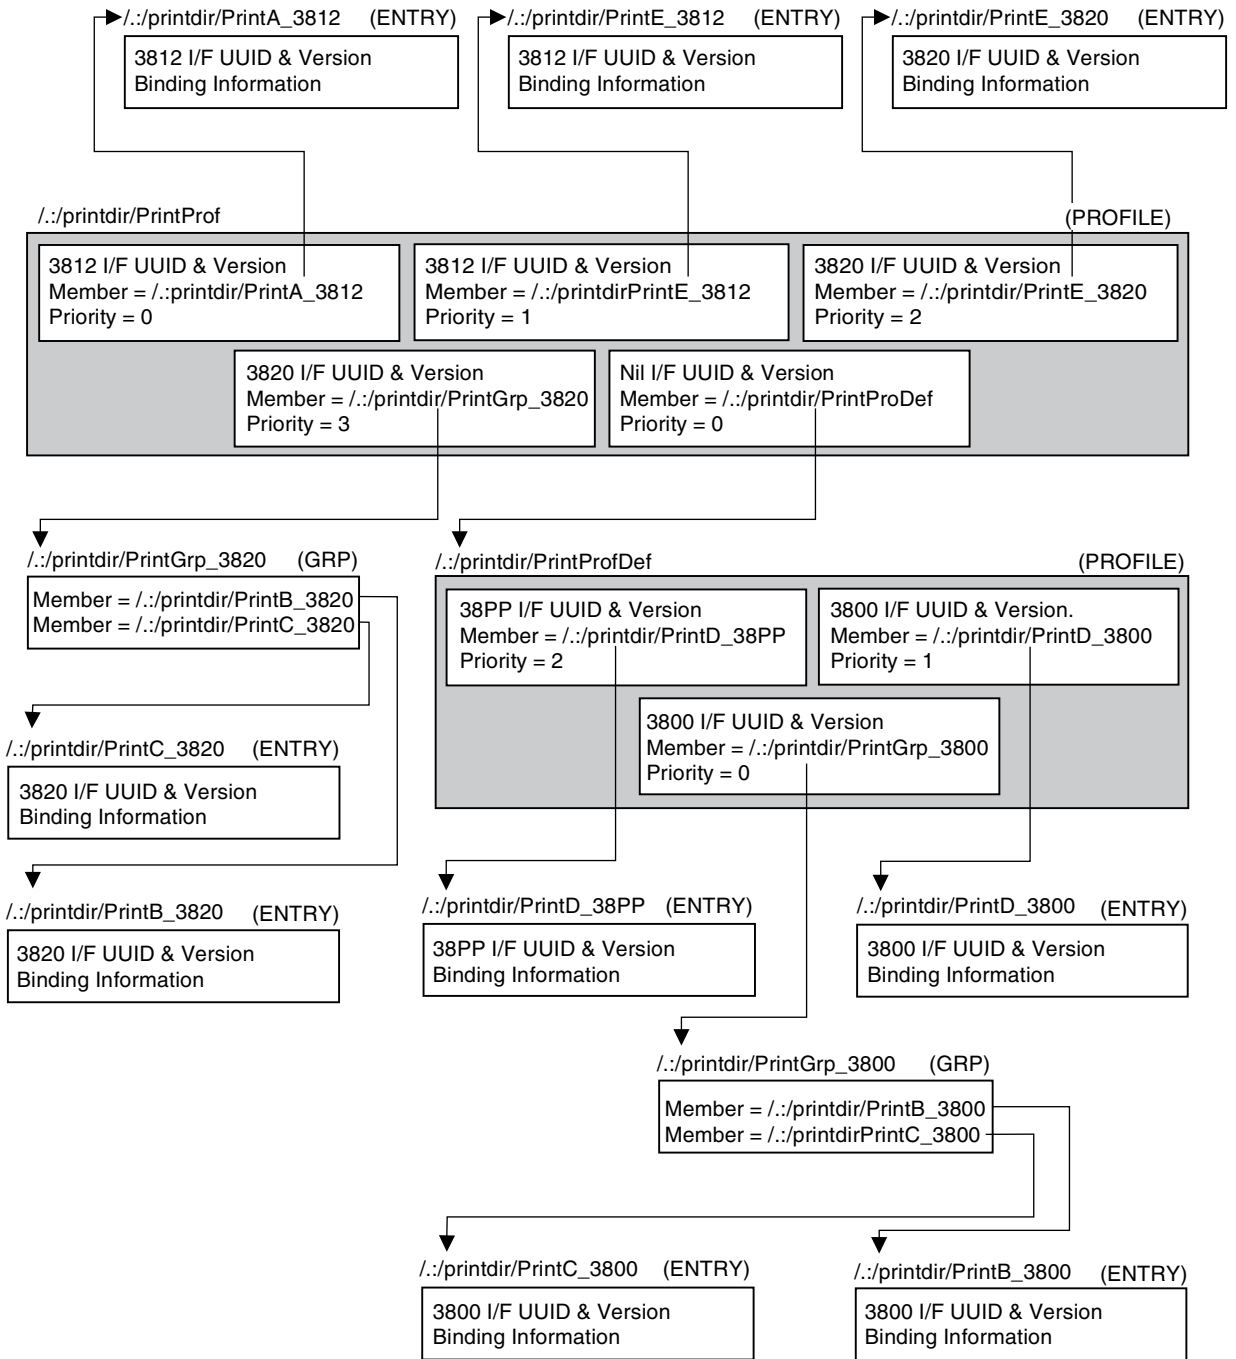 /.:/printdir/PrintA_3812 (ENTRY)
3812 I/F UUID & Version
Binding Information
/.:/printdir/PrintE_3812 (ENTRY)
3812 I/F UUID & Version
Binding Information
/.:/printdir/PrintE_3820 (ENTRY)
3820 I/F UUID & Version
Binding Information
/.:/printdir/PrintProf (PROFILE)
3812 I/F UUID & Version
Member = /.:printdir/PrintA_3812
Priority = 0
3812 I/F UUID & Version
Member = /.:/printdirPrintE_3812
Priority = 1
3820 I/F UUID & Version
Member = /.:/printdir/PrintE_3820
Priority = 2
3820 I/F UUID & Version
Member = /.:/printdir/PrintGrp_3820
Priority = 3
Nil I/F UUID & Version
Member = /.:/printdir/PrintProDef
Priority = 0
/.:/printdir/PrintGrp_3820 (GRP)
Member = /.:/printdir/PrintB_3820
Member = /.:/printdir/PrintC_3820
/.:/printdir/PrintProfDef (PROFILE)
38PP I/F UUID & Version
Member = /.:/printdir/PrintD_38PP
Priority = 2
3800 I/F UUID & Version.
Member = /.:/printdir/PrintD_3800
Priority = 1
3800 I/F UUID & Version
Member = /.:/printdir/PrintGrp_3800
Priority = 0
/.:/printdir/PrintC_3820 (ENTRY)
3820 I/F UUID & Version
Binding Information
/.:/printdir/PrintB_3820 (ENTRY)
3820 I/F UUID & Version
Binding Information
/.:/printdir/PrintD_38PP (ENTRY)
38PP I/F UUID & Version
Binding Information
/.:/printdir/PrintD_3800 (ENTRY)
3800 I/F UUID & Version
Binding Information
/.:/printdir/PrintGrp_3800 (GRP)
Member = /.:/printdir/PrintB_3800
Member = /.:/printdirPrintC_3800
/.:/printdir/PrintC_3800 (ENTRY)
3800 I/F UUID & Version
Binding Information
/.:/printdir/PrintB_3800 (ENTRY)
3800 I/F UUID & Version
Binding Information